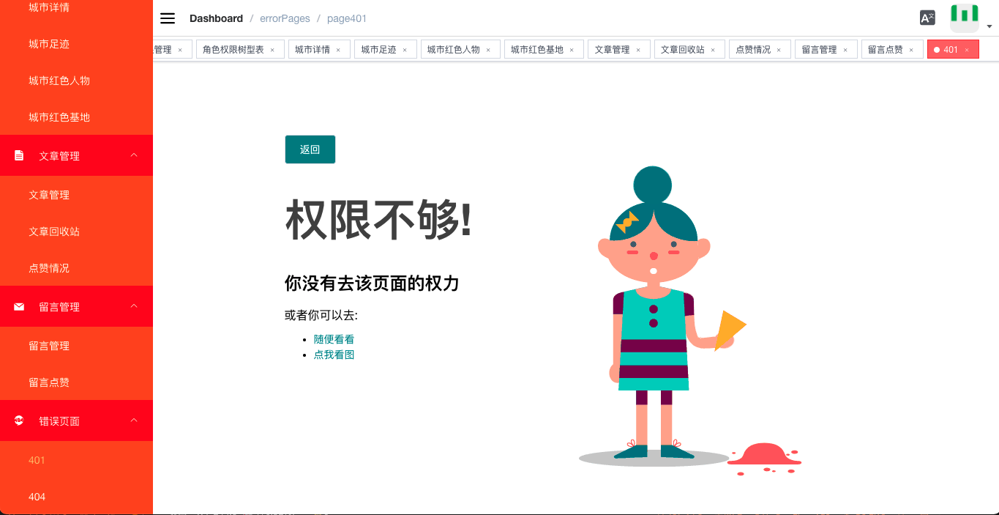 城市详情
城市足迹
城市红色人物
城市红色基地
文章管理
文章管理
文章回收站
点赞情况
留言管理
留言管理
留言点赞
错误页面
401
404
Dashboard / errorPages / page401
管理 × 角色权限树型表 × 城市详情 × 城市足迹 × 城市红色人物 × 城市红色基地 × 文章管理 × 文章回收站 × 点赞情况 × 留言管理 × 留言点赞 × 401 ×
返回
权限不够!
你没有去该页面的权力
或者你可以去:
随便看看
点我看图